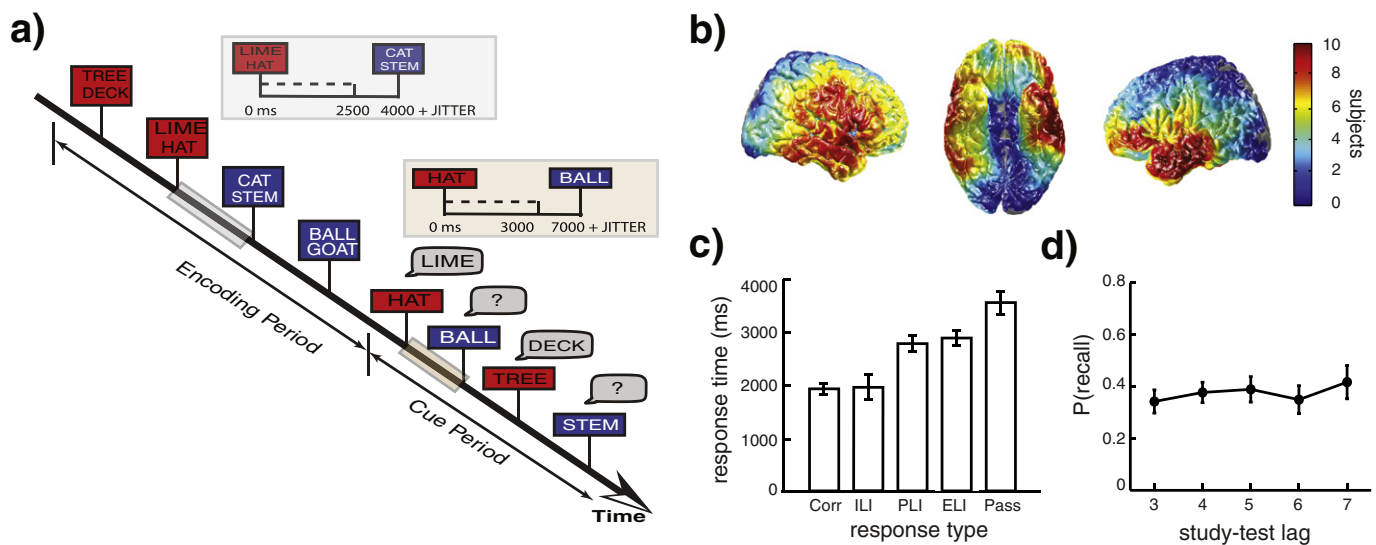 a)
LIME
HAT
CAT
STEM
0 ms 2500 4000 + JITTER
TREE
DECK
LIME
HAT
CAT
STEM
BALL
GOAT
HAT
BALL
0 ms 3000 7000 + JITTER
LIME
HAT
?
BALL
DECK
TREE
?
STEM
Encoding Period
Cue Period
Time
b)
10
8
6
4
2
0
subjects
c)
response time (ms)
4000
3000
2000
1000
0
Corr ILI PLI ELI Pass
response type
d)
P(recall)
0.8
0.6
0.4
0.2
0
3 4 5 6 7
study-test lag